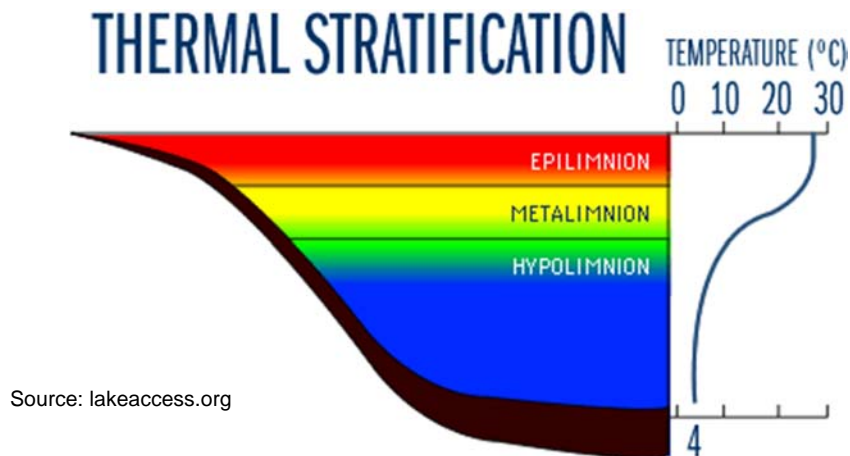 THERMAL STRATIFICATION
TEMPERATURE (°C)
0 10 20 30
EPILIMNION
METALIMNION
HYPOLIMNION
Source: lakeaccess.org
4